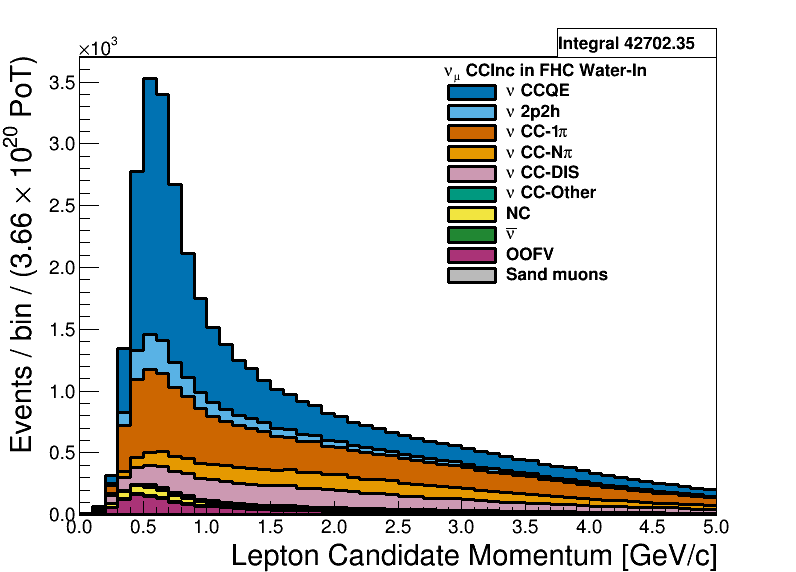 Integral 42702.35
×10³
ν_μ CCInc in FHC Water-In
ν CCQE
ν 2p2h
ν CC-1π
ν CC-Nπ
ν CC-DIS
ν CC-Other
NC
ν̅
OOFV
Sand muons
Events / bin / (3.66 × 10²⁰ PoT)
3.5
3.0
2.5
2.0
1.5
1.0
0.5
0.0
0.0 0.5 1.0 1.5 2.0 2.5 3.0 3.5 4.0 4.5 5.0
Lepton Candidate Momentum [GeV/c]